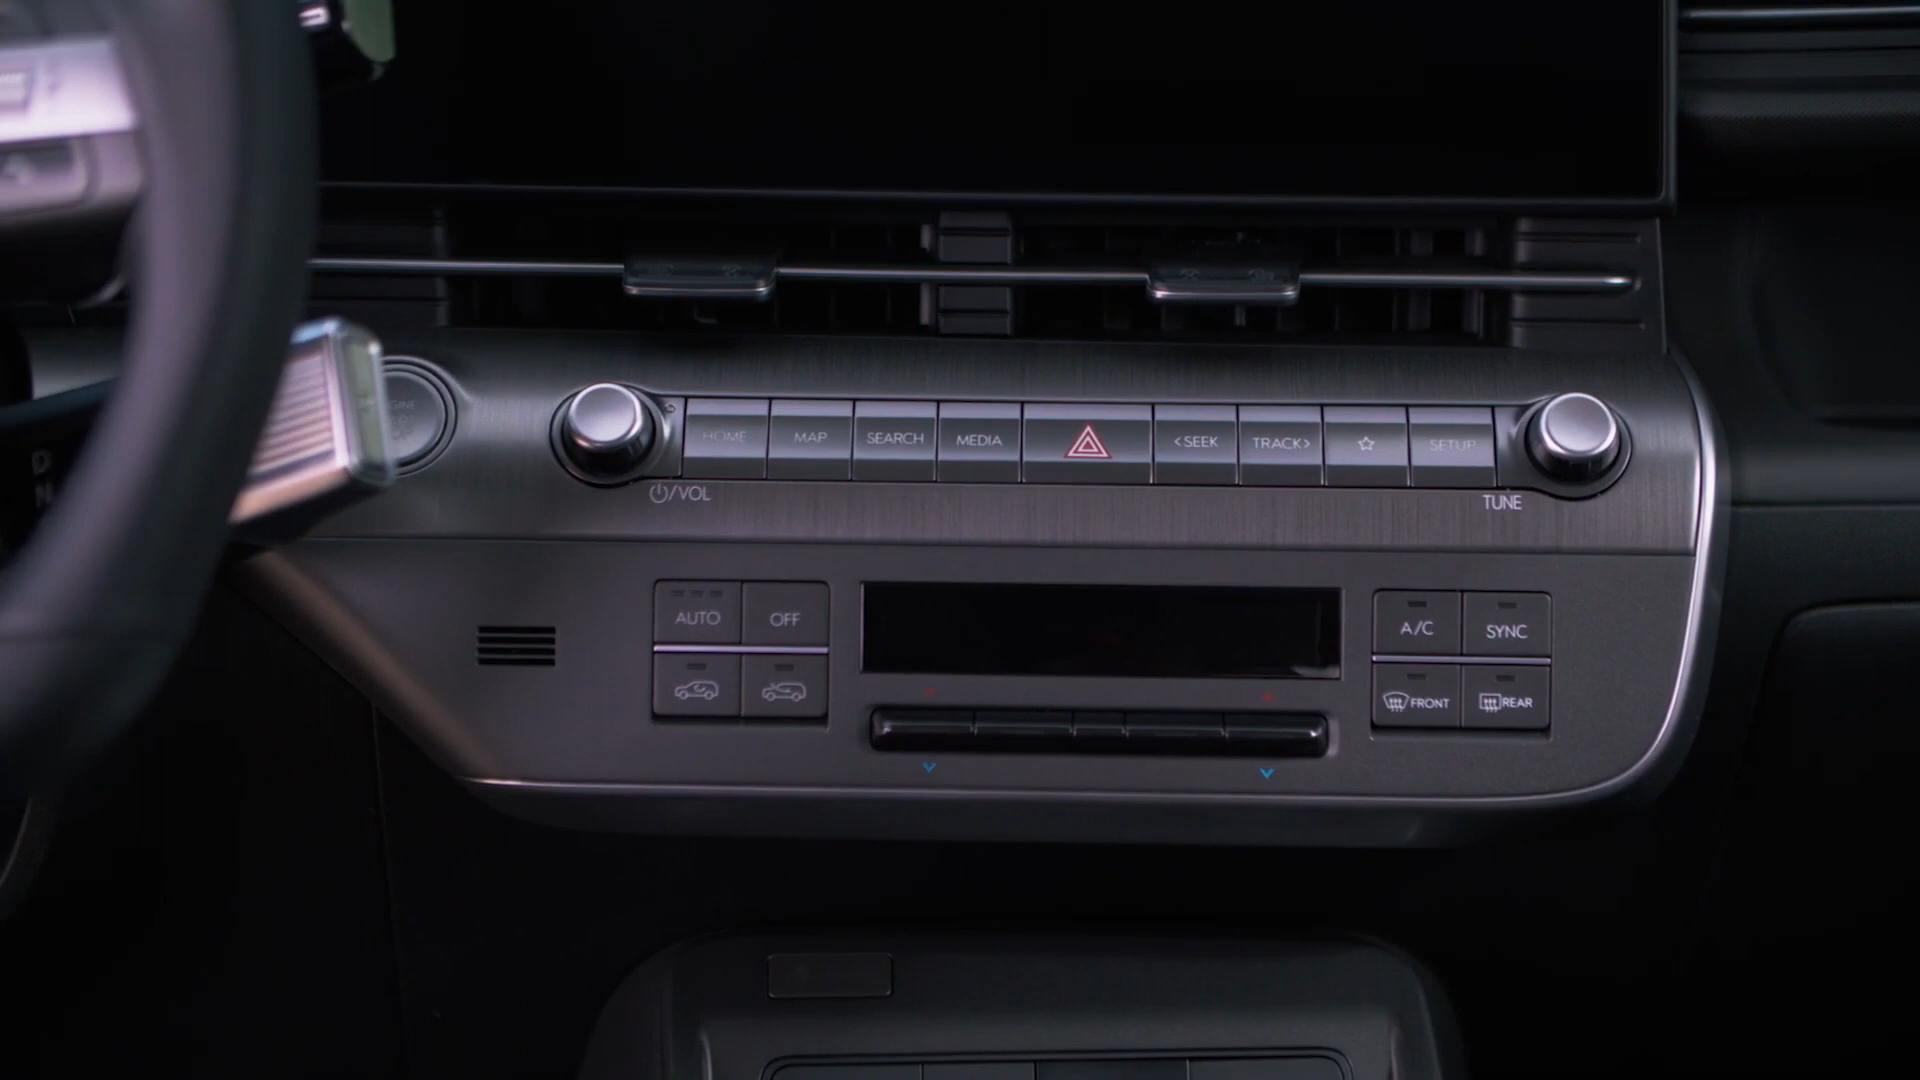 HOME MAP SEARCH MEDIA <SEEK TRACK> SETUP
/VOL TUNE
AUTO OFF
A/C SYNC
FRONT REAR
D
N